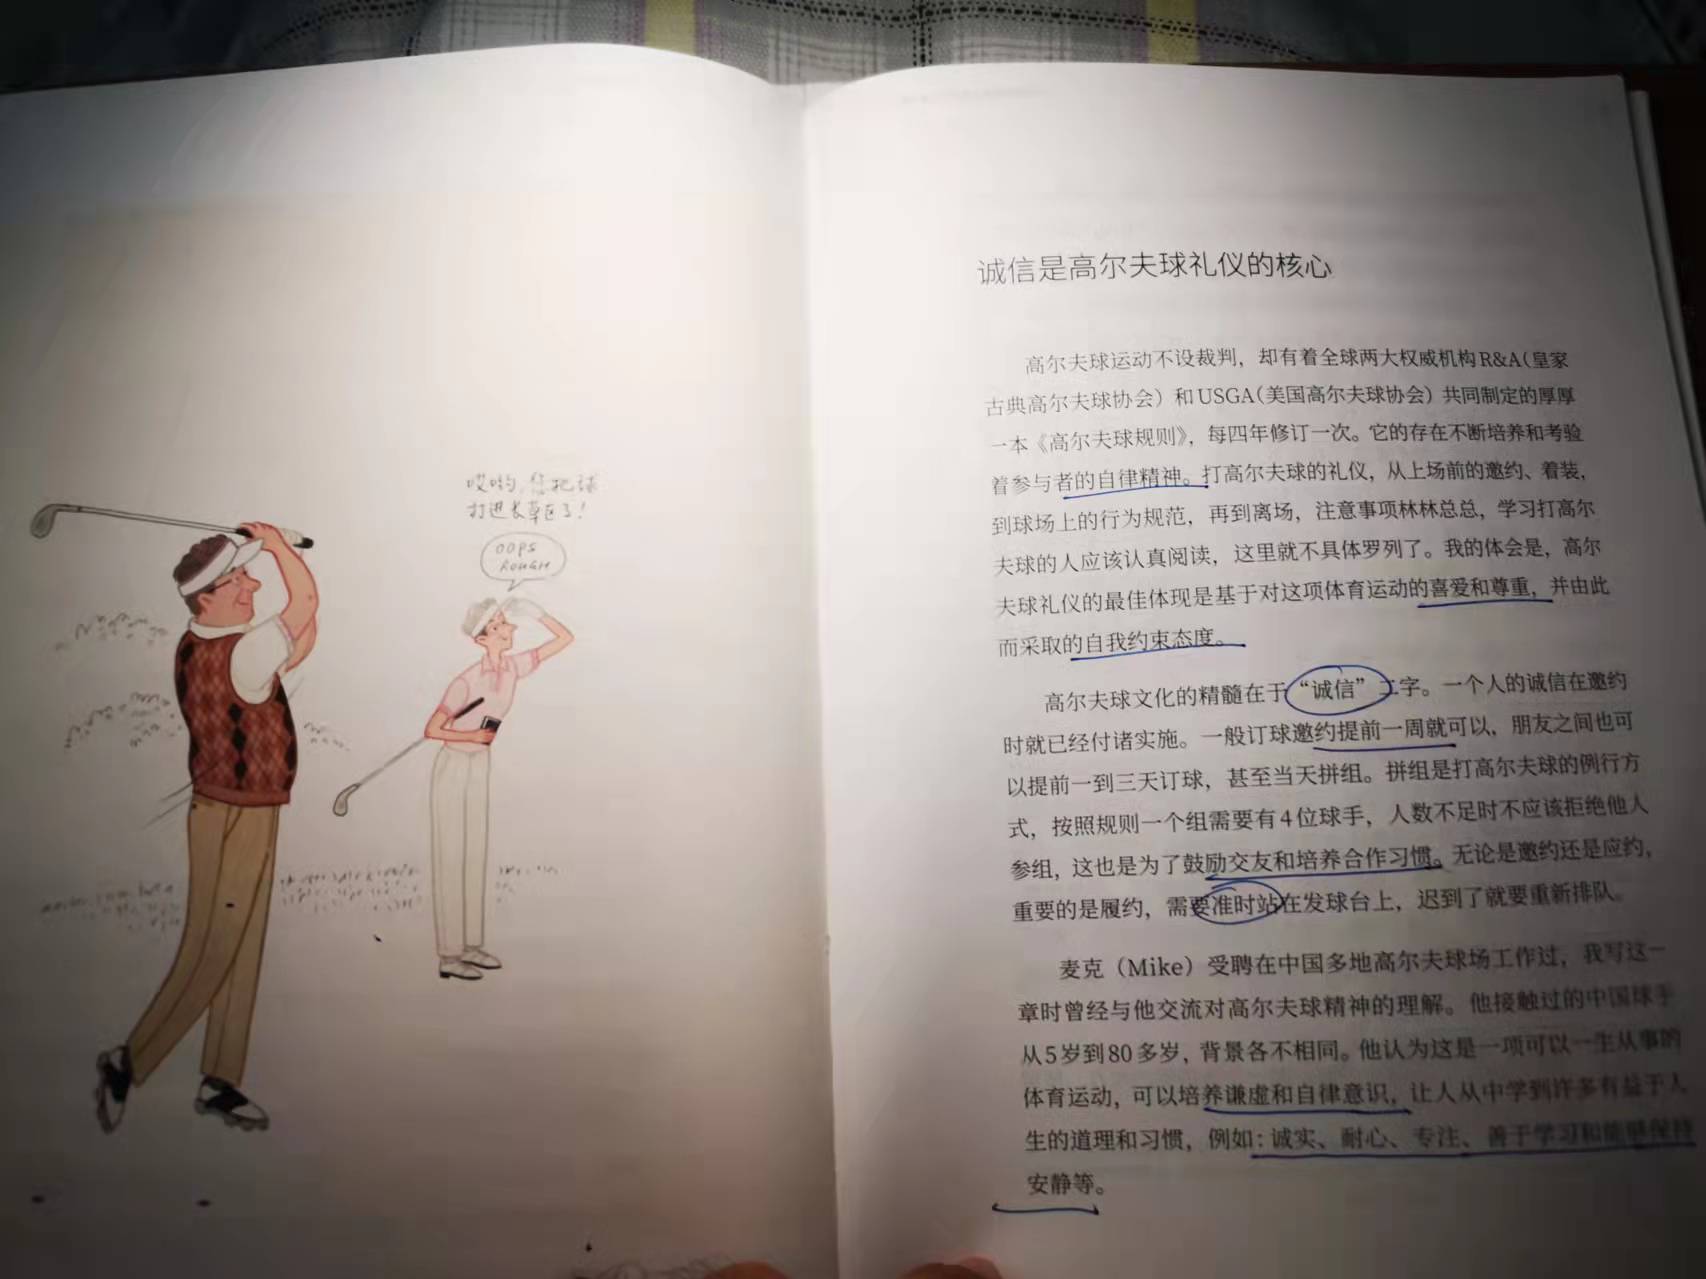 哎哟，你把球
打进长草区了！
OOPS
ROUGH
诚信是高尔夫球礼仪的核心
高尔夫球运动不设裁判，却有着全球两大权威机构R&A（皇家
古典高尔夫球协会）和USGA（美国高尔夫球协会）共同制定的厚厚
一本《高尔夫球规则》，每四年修订一次。它的存在不断培养和考验
着参与者的自律精神。打高尔夫球的礼仪，从上场前的邀约、着装，
到球场上的行为规范，再到离场，注意事项林林总总，学习打高尔
夫球的人应该认真阅读，这里就不具体罗列了。我的体会是，高尔
夫球礼仪的最佳体现是基于对这项体育运动的喜爱和尊重，并由此
而采取的自我约束态度。
高尔夫球文化的精髓在于“诚信”二字。一个人的诚信在邀约
时就已经付诸实施。一般订球邀约提前一周就可以，朋友之间也可
以提前一到三天订球，甚至当天拼组。拼组是打高尔夫球的例行方
式，按照规则一个组需要有4位球手，人数不足时不应该拒绝他人
参组，这也是为了鼓励交友和培养合作习惯。无论是邀约还是应约，
重要的是履约，需要准时站在发球台上，迟到了就要重新排队。
麦克（Mike）受聘在中国多地高尔夫球场工作过，我写这一
章时曾经与他交流对高尔夫球精神的理解。他接触过的中国球手
从5岁到80多岁，背景各不相同。他认为这是一项可以一生从事的
体育运动，可以培养谦虚和自律意识，让人从中学到许多有益于人
生的道理和习惯，例如：诚实、耐心、专注、善于学习和能够保持
安静等。